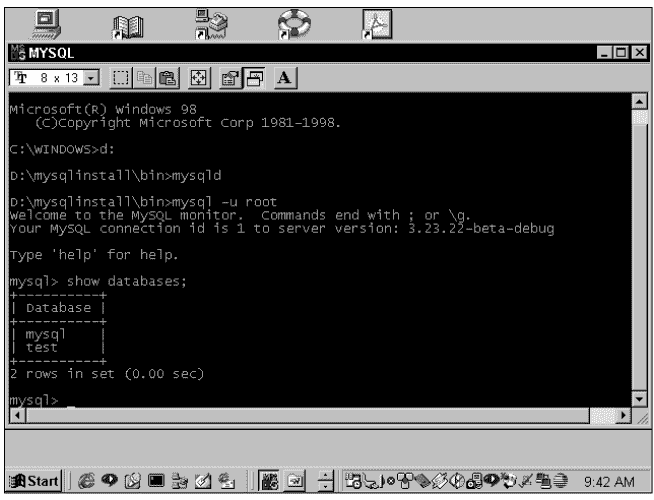 MYSQL
8 x 13
A
Microsoft(R) Windows 98
(C)Copyright Microsoft Corp 1981-1998.
C:\WINDOWS>d:
D:\mysqlinstall\bin>mysqld
D:\mysqlinstall\bin>mysql -u root
Welcome to the MySQL monitor.  Commands end with ; or \g.
Your MySQL connection id is 1 to server version: 3.23.22-beta-debug
Type 'help' for help.
mysql> show databases;
+----------+
| Database |
+----------+
| mysql    |
| test     |
+----------+
2 rows in set (0.00 sec)
mysql> _
Start
9:42 AM